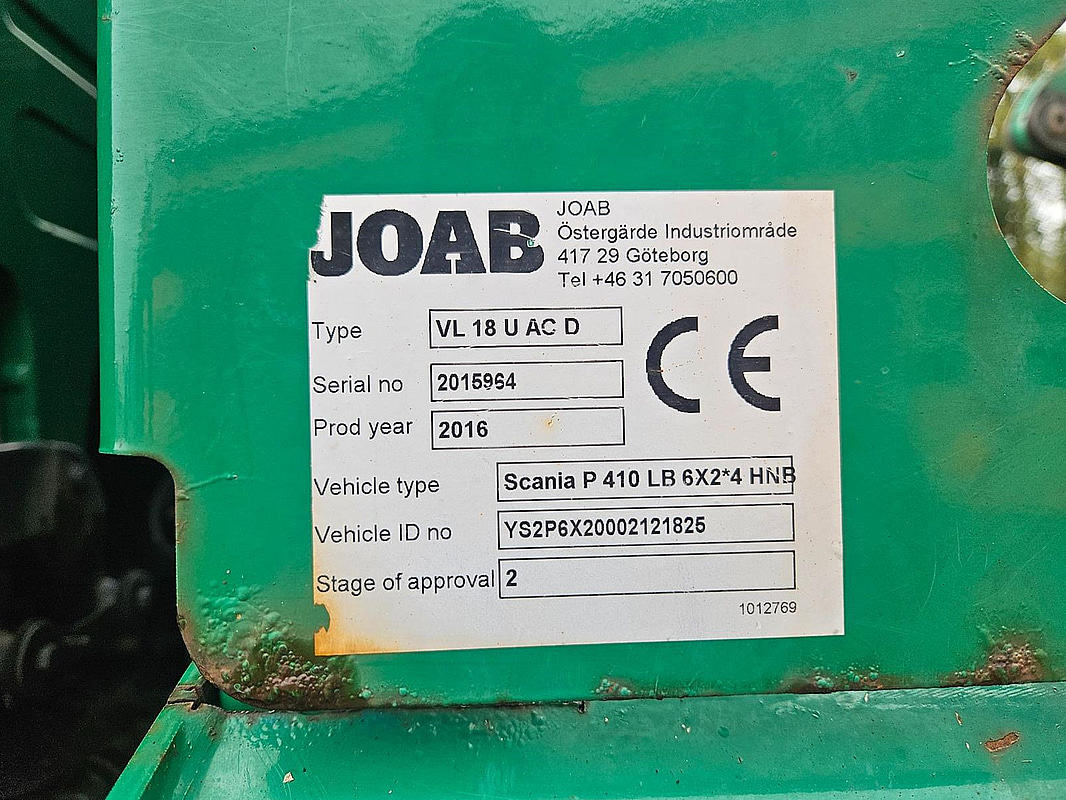 JOAB
JOAB
Östergärde Industriområde
417 29 Göteborg
Tel +46 31 7050600
Type VL 18 U AC D
CE
Serial no 2015964
Prod year 2016
Vehicle type Scania P 410 LB 6X2*4 HNB
Vehicle ID no YS2P6X20002121825
Stage of approval 2
1012769